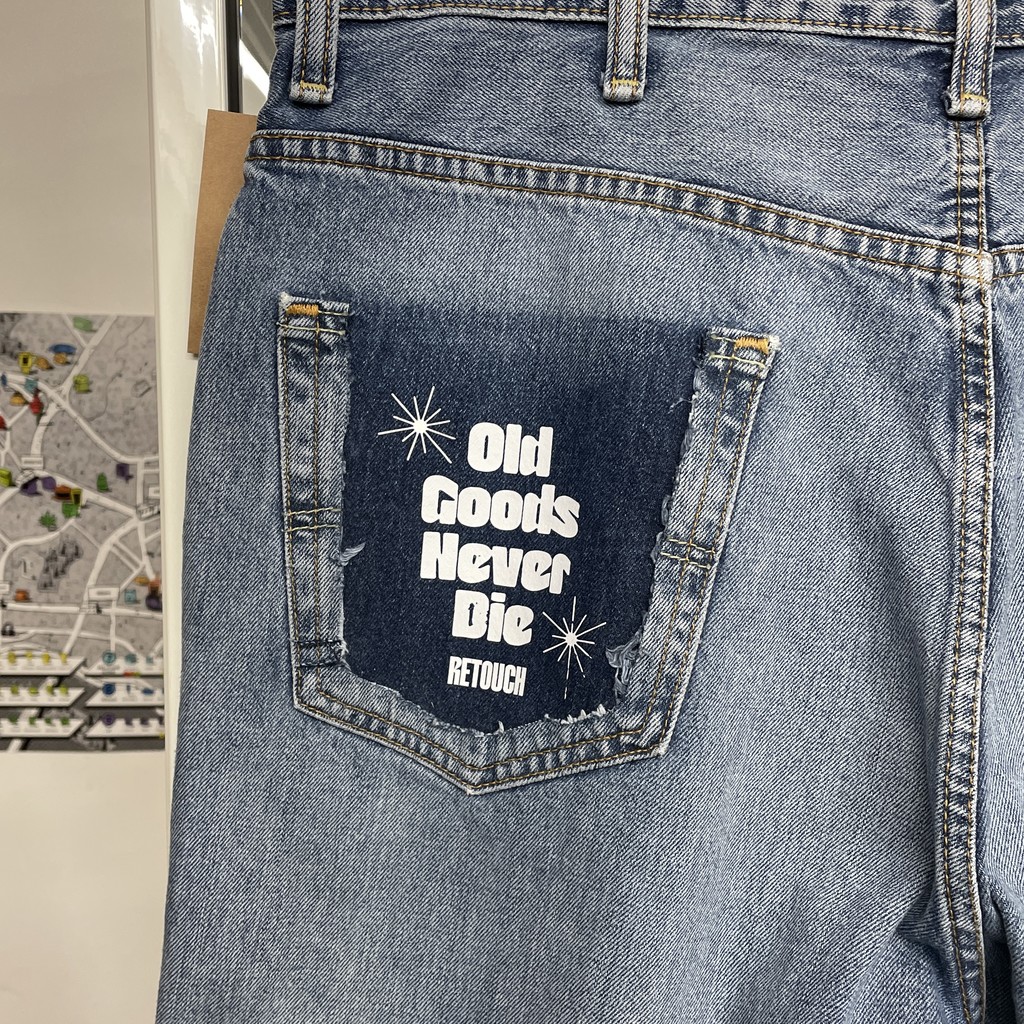 Old
Goods
Never
Die
RETOUCH